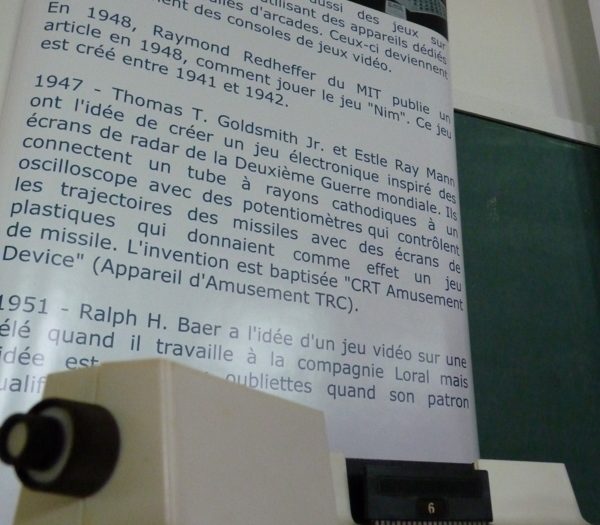 aussi des jeux sur
utilisant des appareils dédiés
d'arcades. Ceux-ci deviennent
des consoles de jeux vidéo.
En 1948, Raymond Redheffer du MIT publie un
article en 1948, comment jouer le jeu "Nim". Ce jeu
est créé entre 1941 et 1942.
1947 - Thomas T. Goldsmith Jr. et Estle Ray Mann
ont l'idée de créer un jeu électronique inspiré des
écrans de radar de la Deuxième Guerre mondiale. Ils
connectent un tube à rayons cathodiques à un
oscilloscope avec des potentiomètres qui contrôlent
les trajectoires des missiles avec des écrans de
plastiques qui donnaient comme effet un jeu
de missile. L'invention est baptisée "CRT Amusement
Device" (Appareil d'Amusement TRC).
1951 - Ralph H. Baer a l'idée d'un jeu vidéo sur une
élé quand il travaille à la compagnie Loral mais
idée est oubliettes quand son patron
6